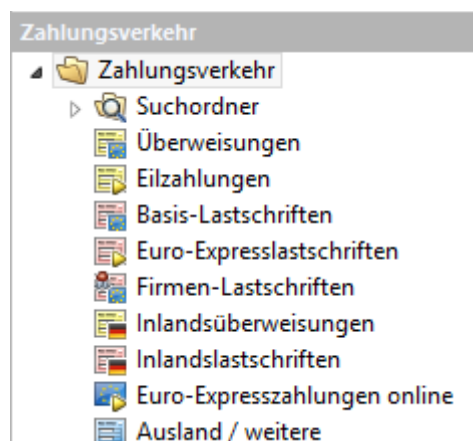 Zahlungsverkehr
Zahlungsverkehr
Suchordner
Überweisungen
Eilzahlungen
Basis-Lastschriften
Euro-Expresslastschriften
Firmen-Lastschriften
Inlandsüberweisungen
Inlandslastschriften
Euro-Expresszahlungen online
Ausland / weitere